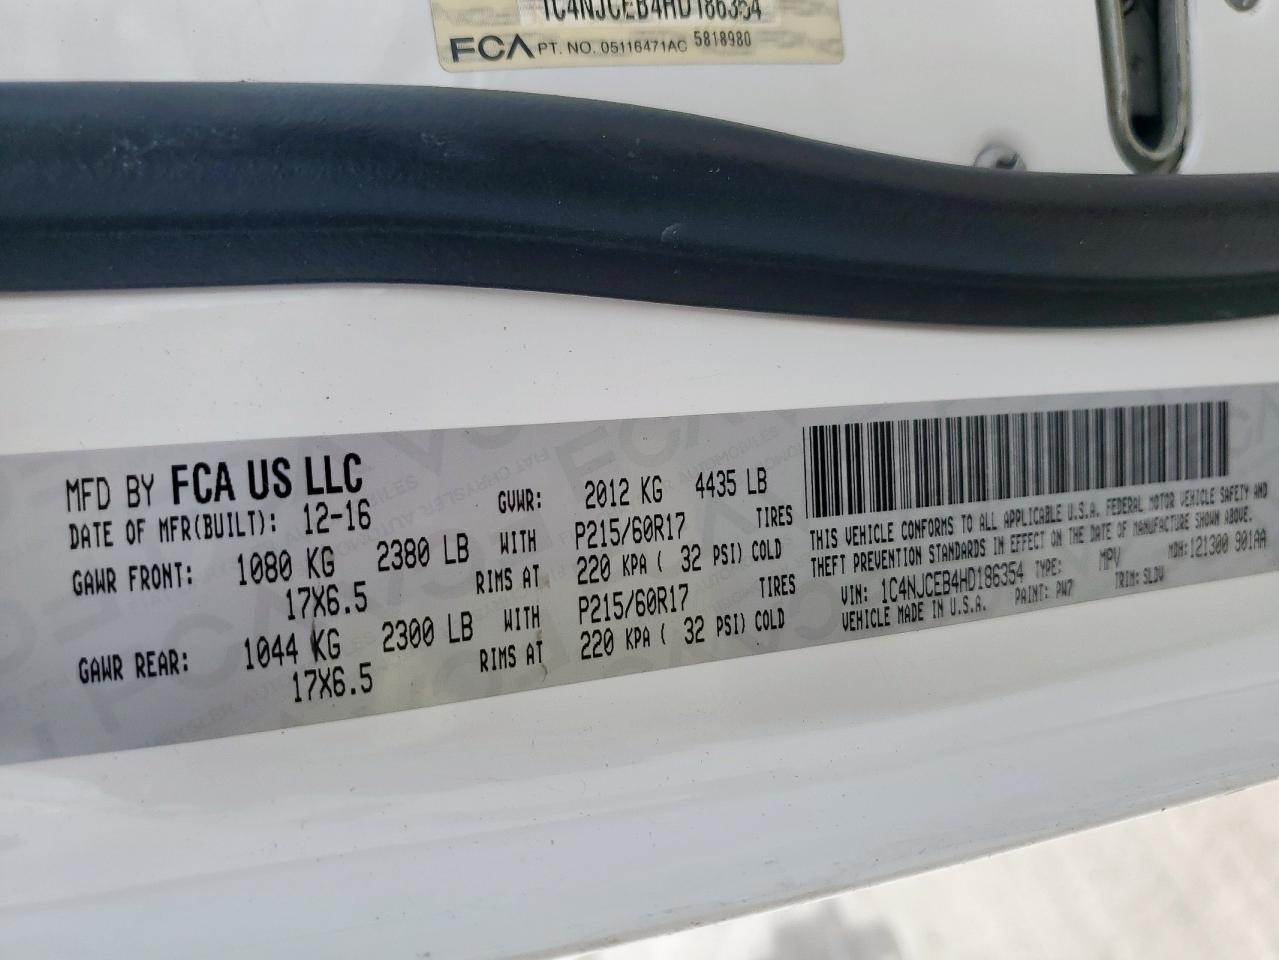 1C4NJCEB4HD186354
FCA PT. NO. 05116471AC 5818980
MFD BY FCA US LLC
DATE OF MFR(BUILT): 12-16 GVWR: 2012 KG 4435 LB
GAWR FRONT: 1080 KG 2380 LB WITH P215/60R17 TIRES
17X6.5 RIMS AT 220 KPA ( 32 PSI) COLD
GAWR REAR: 1044 KG 2300 LB WITH P215/60R17 TIRES
17X6.5 RIMS AT 220 KPA ( 32 PSI) COLD
THIS VEHICLE CONFORMS TO ALL APPLICABLE U.S.A. FEDERAL MOTOR VEHICLE SAFETY AND
THEFT PREVENTION STANDARDS IN EFFECT ON THE DATE OF MANUFACTURE SHOWN ABOVE.
VIN: 1C4NJCEB4HD186354 TYPE: MPV MDH:121300 901AA
VEHICLE MADE IN U.S.A. PAINT: PW7 TRIM: SLDV